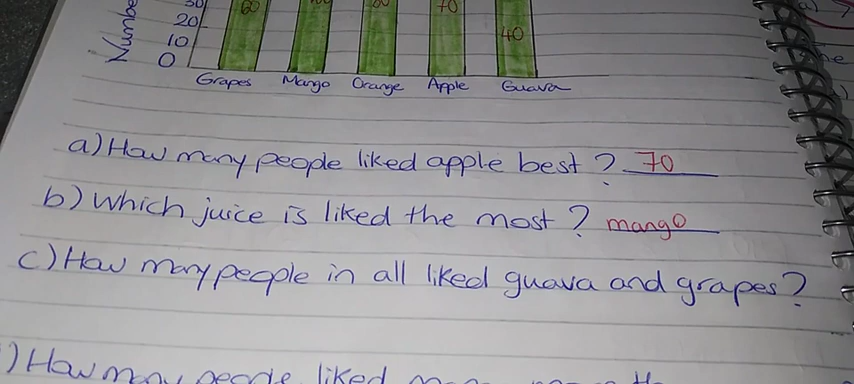 Number
30
20
10
0
60
70
40
Grapes Mango Orange Apple Guava
a) How many people liked apple best? 70
b) Which juice is liked the most? mango
c) How many people in all liked guava and grapes?
) How many people liked